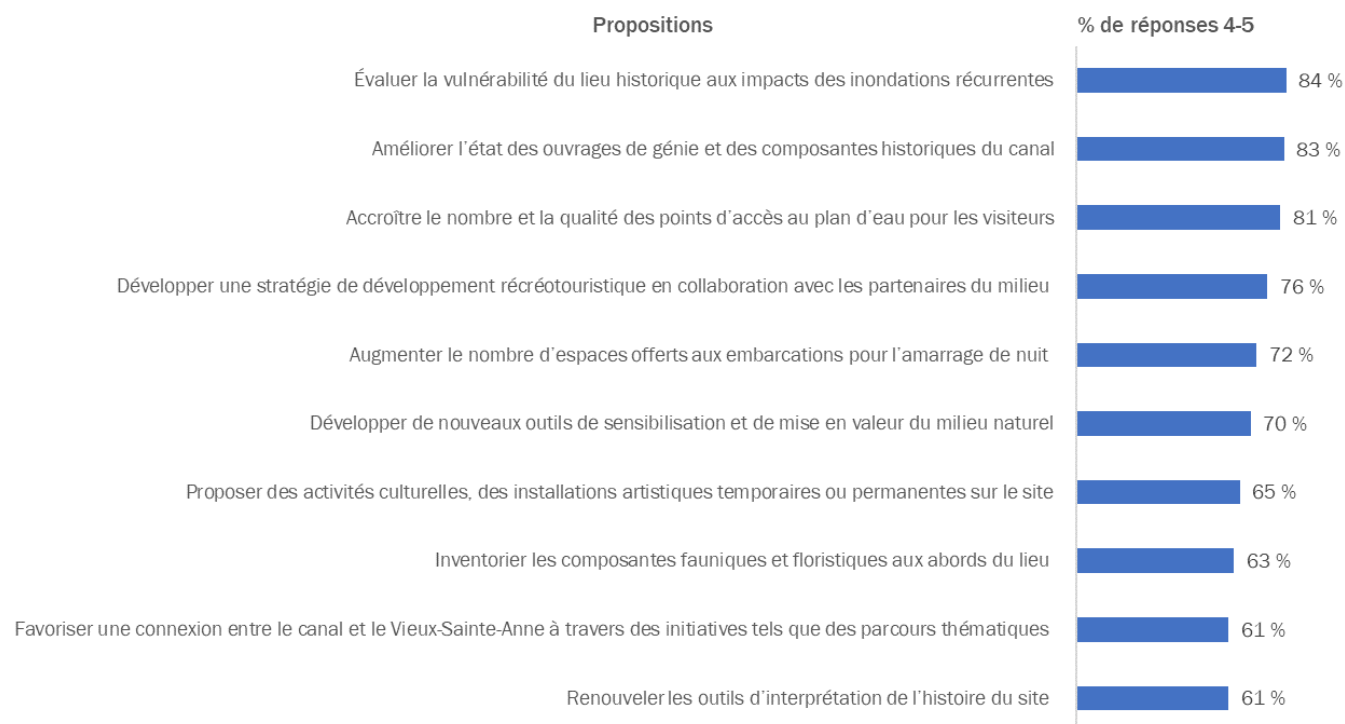 Propositions % de réponses 4-5
Évaluer la vulnérabilité du lieu historique aux impacts des inondations récurrentes 84 %
Améliorer l'état des ouvrages de génie et des composantes historiques du canal 83 %
Accroître le nombre et la qualité des points d'accès au plan d'eau pour les visiteurs 81 %
Développer une stratégie de développement récréotouristique en collaboration avec les partenaires du milieu 76 %
Augmenter le nombre d'espaces offerts aux embarcations pour l'amarrage de nuit 72 %
Développer de nouveaux outils de sensibilisation et de mise en valeur du milieu naturel 70 %
Proposer des activités culturelles, des installations artistiques temporaires ou permanentes sur le site 65 %
Inventorier les composantes fauniques et floristiques aux abords du lieu 63 %
Favoriser une connexion entre le canal et le Vieux-Sainte-Anne à travers des initiatives tels que des parcours thématiques 61 %
Renouveler les outils d'interprétation de l'histoire du site 61 %